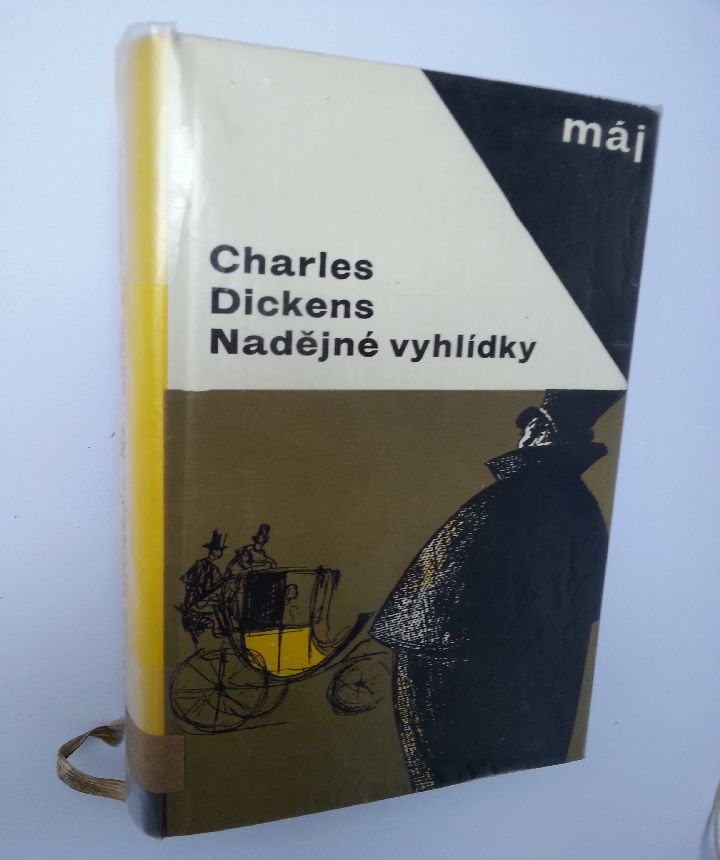 máj
Charles
Dickens
Nadějné vyhlídky